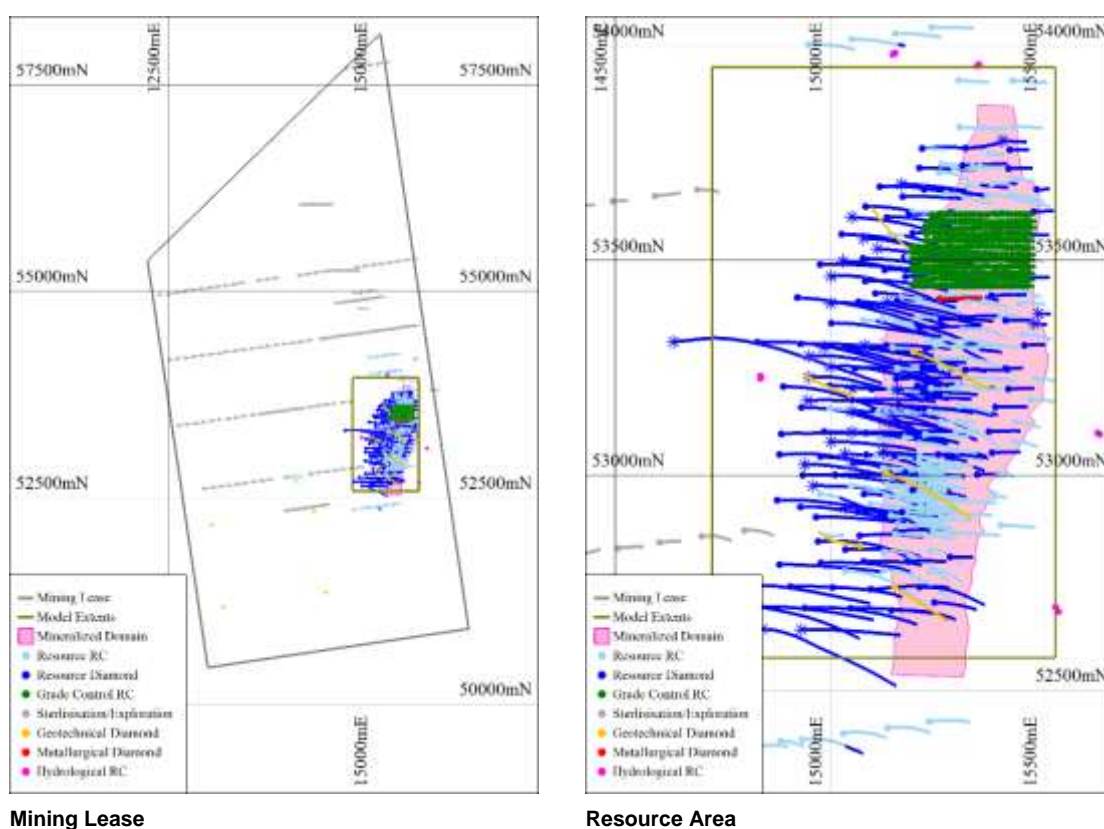 12500mE
15000mE
57500mN 57500mN
55000mN 55000mN
52500mN 52500mN
50000mN
15000mE
Mining Lease
Model Extents
Mineralized Domain
Resource RC
Resource Diamond
Grade Control RC
Sterlisisation/Exploration
Geotechnical Diamond
Metallurgical Diamond
Hydrological RC
Mining Lease
54000mN 54000mN
14500mE
15000mE
15500mE
53500mN 53500mN
53000mN 53000mN
52500mN
15000mE
15500mE
Mining Lease
Model Extents
Mineralized Domain
Resource RC
Resource Diamond
Grade Control RC
Sterlisisation/Exploration
Geotechnical Diamond
Metallurgical Diamond
Hydrological RC
Resource Area